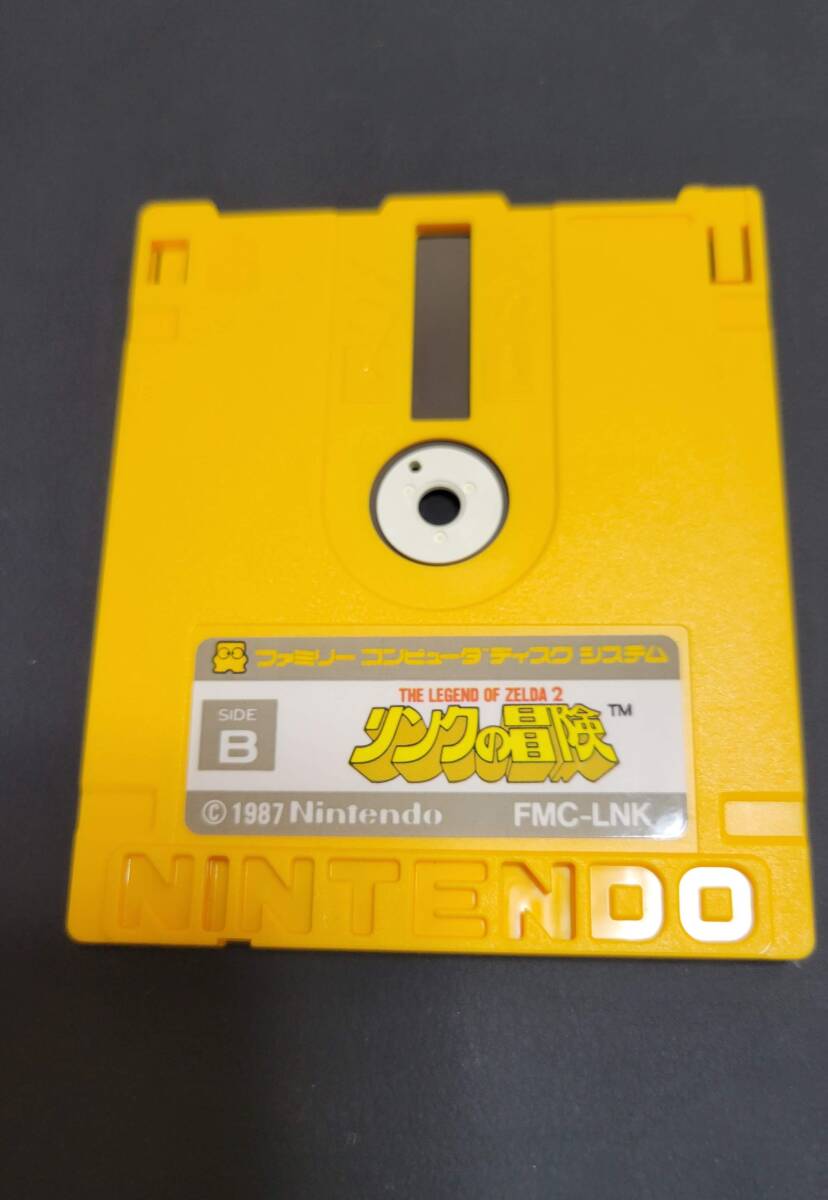 ファミリー コンピュータ ディスク システム
SIDE
B
THE LEGEND OF ZELDA 2
リンクの冒険™
© 1987 Nintendo FMC-LNK
NINTENDO